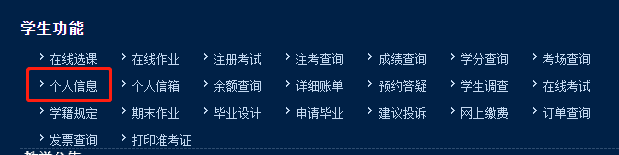 学生功能
在线选课 在线作业 注册考试 注考查询 成绩查询 学分查询 考场查询
个人信息 个人信箱 余额查询 详细账单 预约答疑 学生调查 在线考试
学籍规定 期末作业 毕业设计 申请毕业 建议投诉 网上缴费 订单查询
发票查询 打印准考证